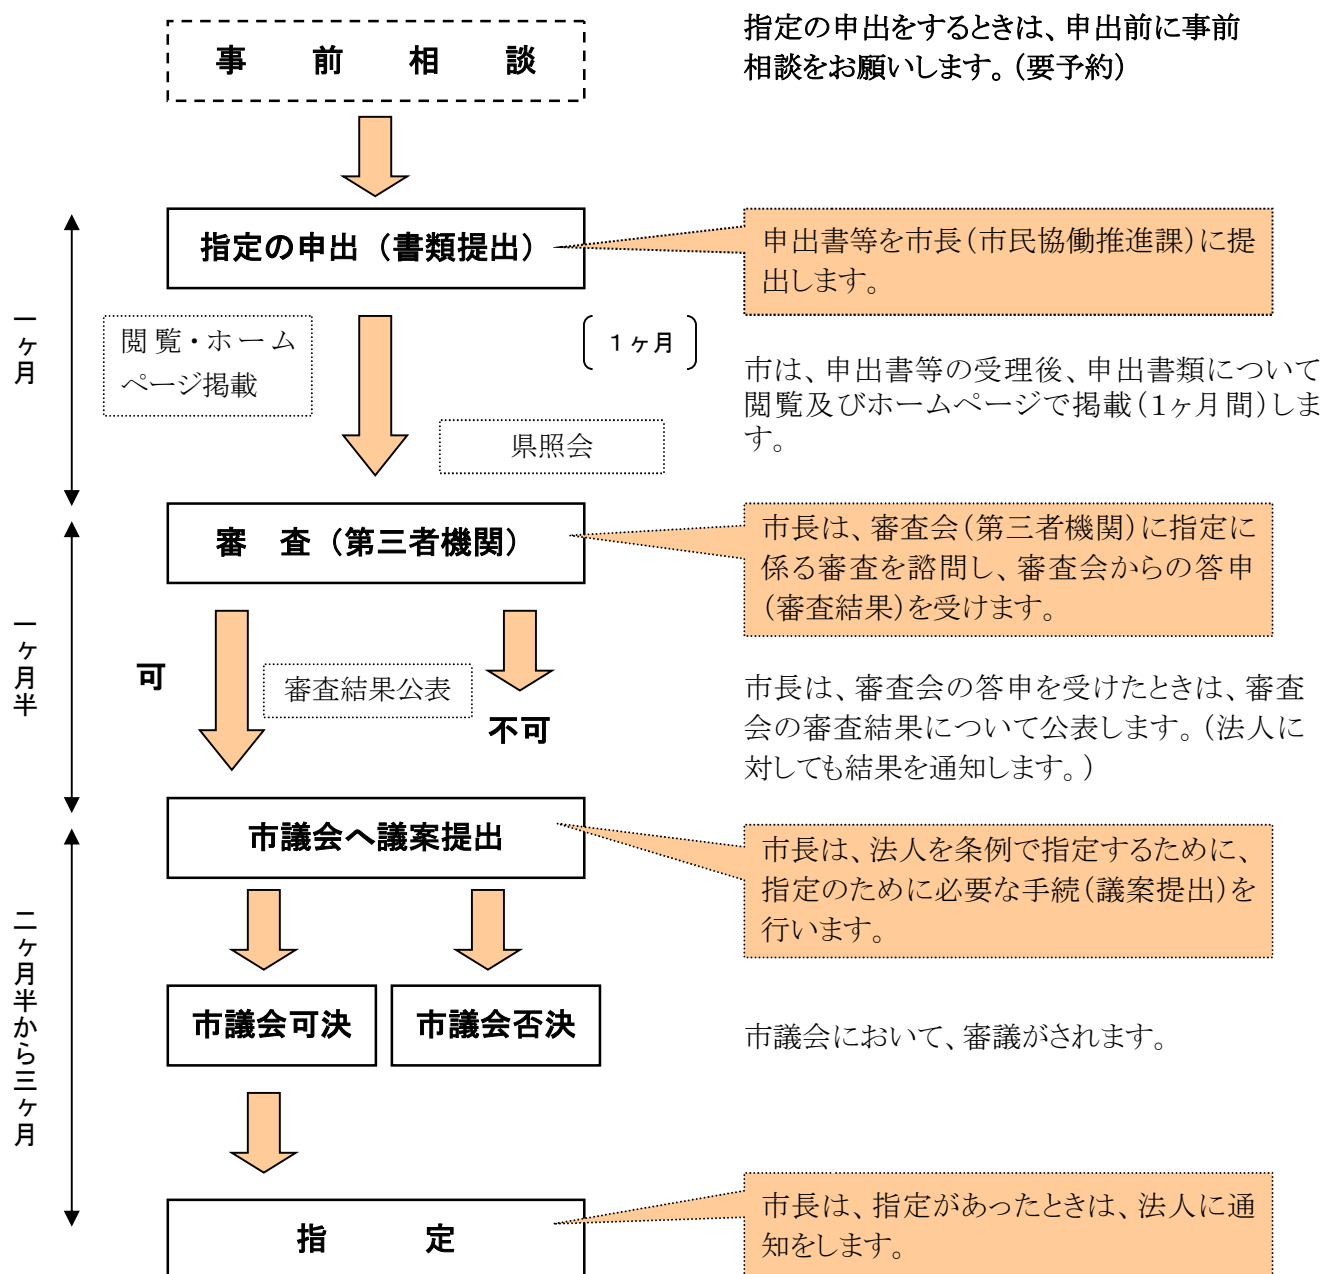 事　前　相　談
指定の申出をするときは、申出前に事前
相談をお願いします。（要予約）
指定の申出（書類提出）
申出書等を市長（市民協働推進課）に提
出します。
一ヶ月
閲覧・ホーム
ページ掲載
１ヶ月
県照会
市は、申出書等の受理後、申出書類について
閲覧及びホームページで掲載（1ヶ月間）しま
す。
審　査（第三者機関）
市長は、審査会（第三者機関）に指定に
係る審査を諮問し、審査会からの答申
（審査結果）を受けます。
一ヶ月半
可
審査結果公表
不可
市長は、審査会の答申を受けたときは、審査
会の審査結果について公表します。（法人に
対しても結果を通知します。）
市議会へ議案提出
市長は、法人を条例で指定するために、
指定のために必要な手続（議案提出）を
行います。
二ヶ月半から三ヶ月
市議会可決
市議会否決
市議会において、審議がされます。
指　　定
市長は、指定があったときは、法人に通
知をします。